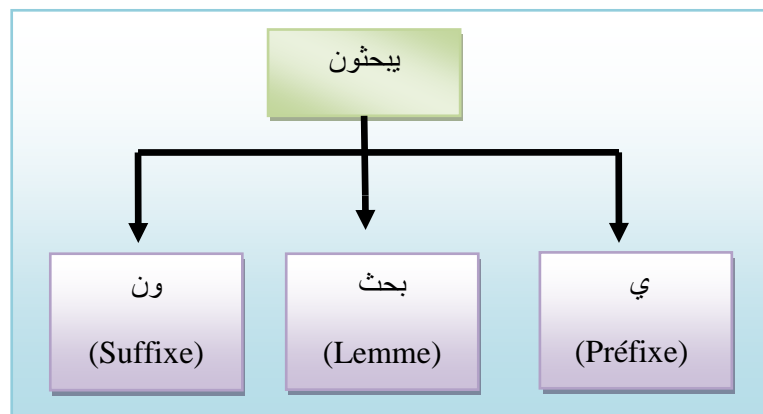 يبحثون
ون
(Suffixe)
بحث
(Lemme)
ي
(Préfixe)